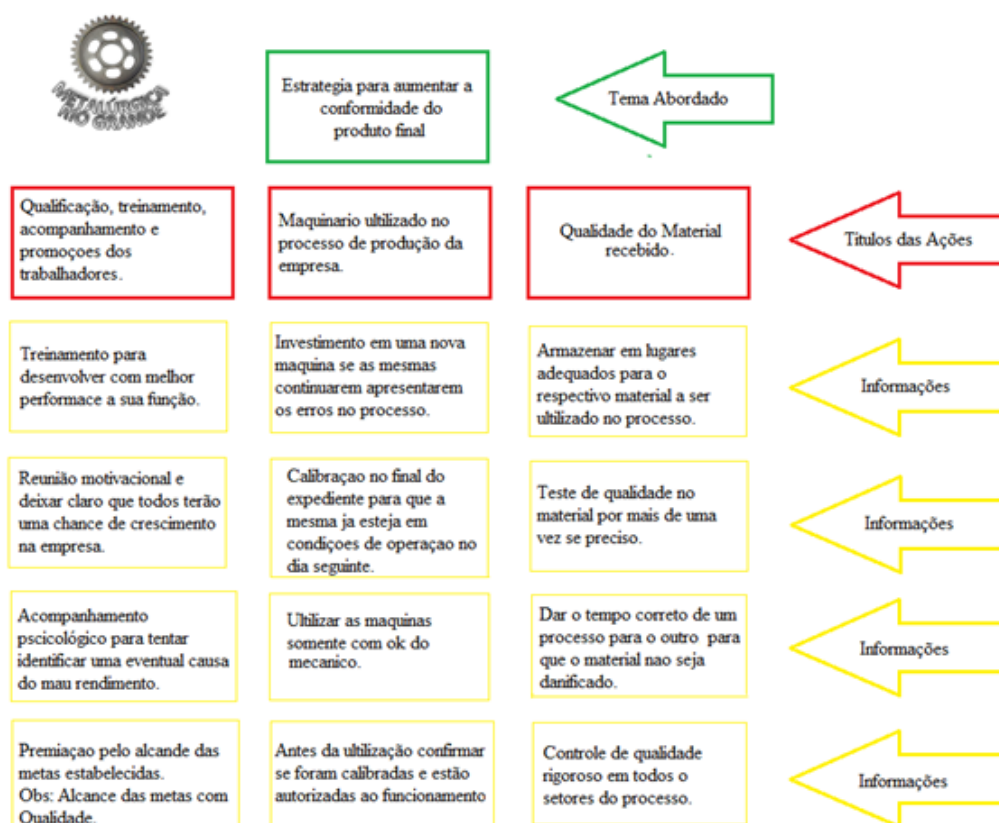 METALÚRGICA
RIO GRANDE
Estrategia para aumentar a
conformidade do
produto final
Tema Abordado
Qualificação, treinamento,
acompanhamento e
promoçoes dos
trabalhadores.
Maquinario ultilizado no
processo de produção da
empresa.
Qualidade do Material
recebido.
Titulos das Ações
Treinamento para
desenvolver com melhor
performace a sua função.
Investimento em uma nova
maquina se as mesmas
continuarem apresentarem
os erros no processo.
Armazenar em lugares
adequados para o
respectivo material a ser
ultilizado no processo.
Informações
Reunião motivacional e
deixar claro que todos terão
uma chance de crescimento
na empresa.
Calibraçao no final do
expediente para que a
mesma ja esteja em
condiçoes de operaçao no
dia seguinte.
Teste de qualidade no
material por mais de uma
vez se preciso.
Informações
Acompanhamento
pscicológico para tentar
identificar uma eventual causa
do mau rendimento.
Ultilizar as maquinas
somente com ok do
mecanico.
Dar o tempo correto de um
processo para o outro para
que o material nao seja
danificado.
Informações
Premiaçao pelo alcande das
metas estabelecidas.
Obs: Alcance das metas com
Qualidade.
Antes da ultilização confirmar
se foram calibradas e estão
autorizadas ao funcionamento
Controle de qualidade
rigoroso em todos o
setores do processo.
Informações